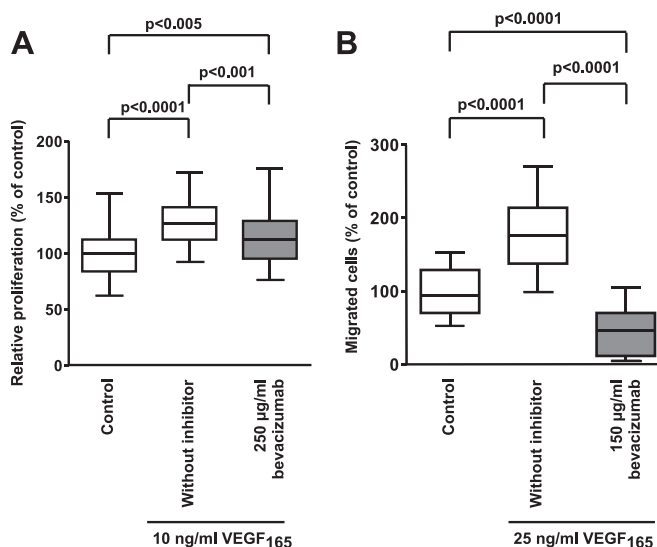 A
p<0.005
p<0.001
p<0.0001
Relative proliferation (% of control)
200
150
100
50
0
Control
Without inhibitor
250 µg/ml
bevacizumab
10 ng/ml VEGF165
B
p<0.0001
p<0.0001
p<0.0001
Migrated cells (% of control)
300
200
100
0
Control
Without inhibitor
150 µg/ml
bevacizumab
25 ng/ml VEGF165